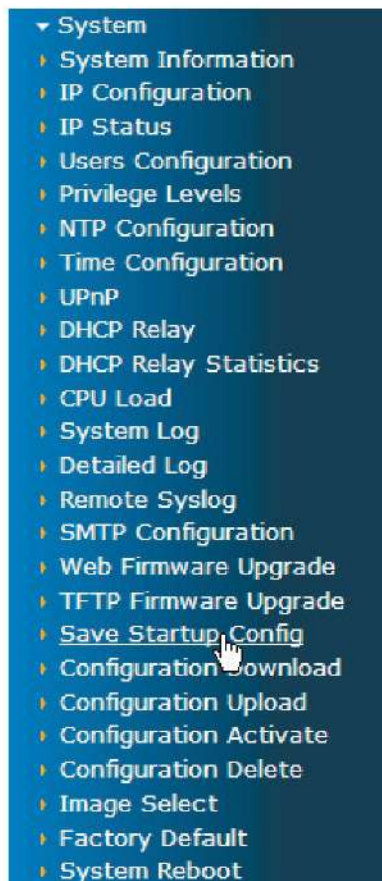 System
System Information
IP Configuration
IP Status
Users Configuration
Privilege Levels
NTP Configuration
Time Configuration
UPnP
DHCP Relay
DHCP Relay Statistics
CPU Load
System Log
Detailed Log
Remote Syslog
SMTP Configuration
Web Firmware Upgrade
TFTP Firmware Upgrade
Save Startup Config
Configuration Download
Configuration Upload
Configuration Activate
Configuration Delete
Image Select
Factory Default
System Reboot